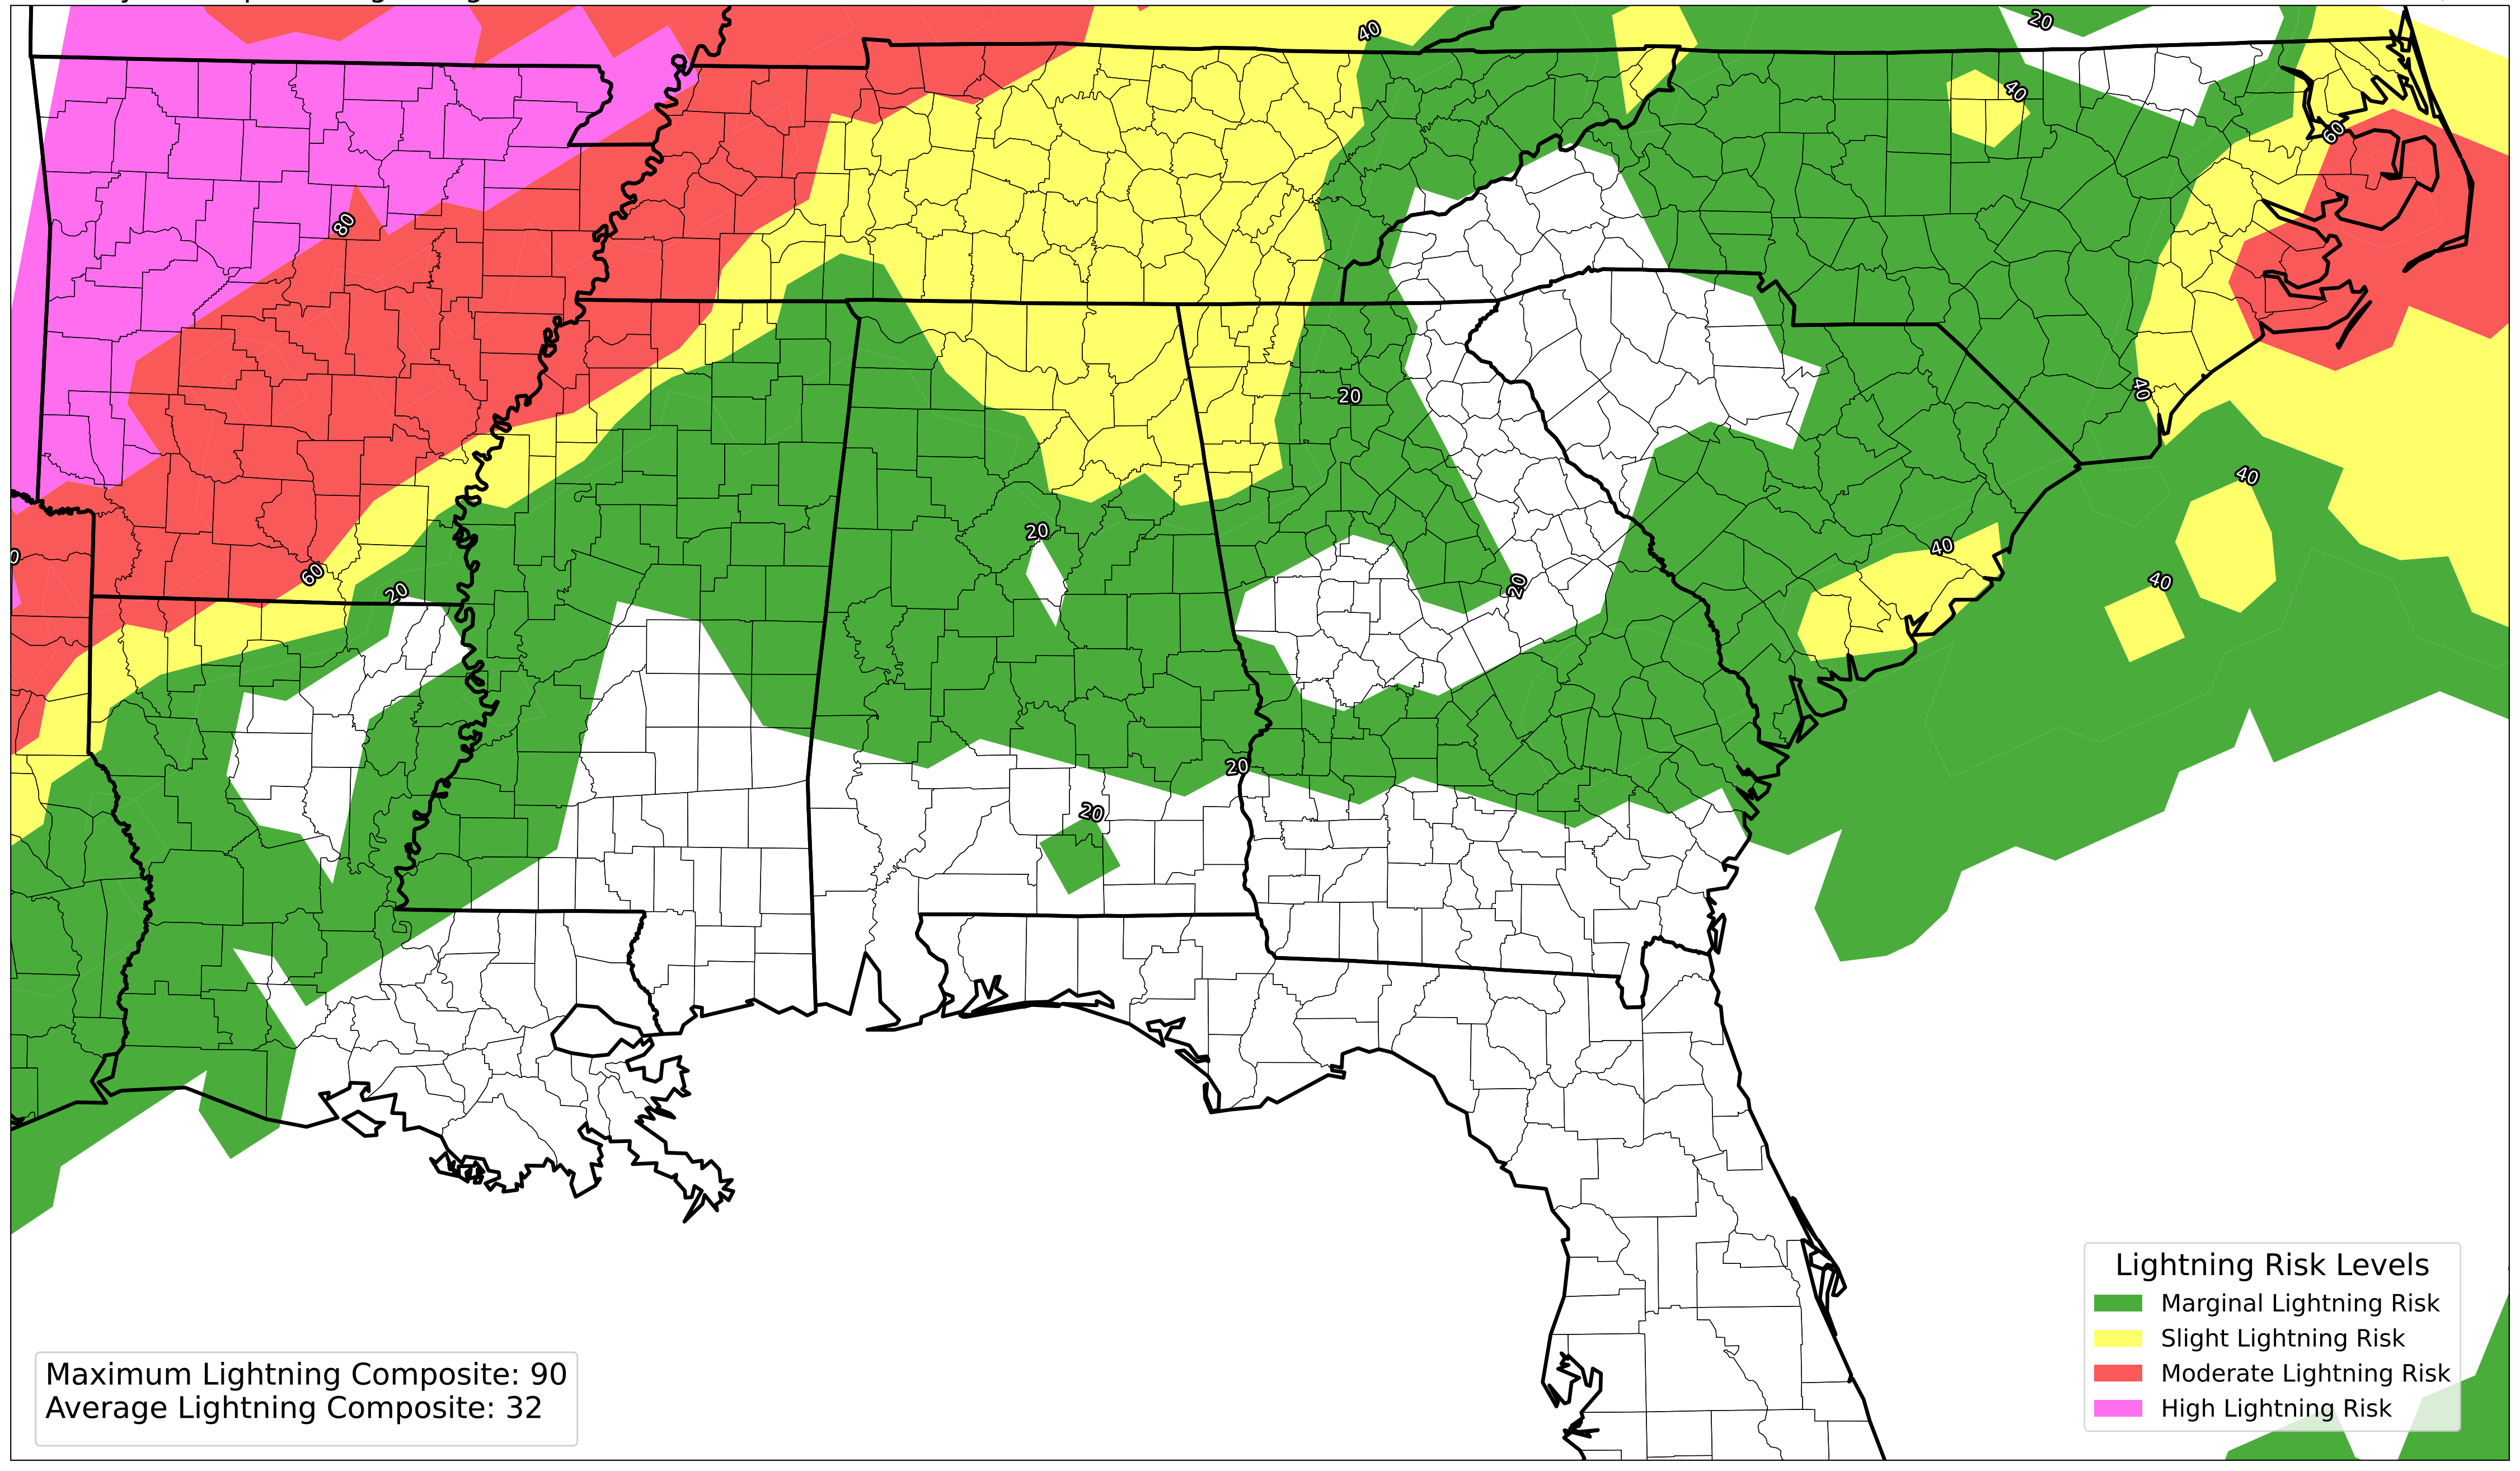 20
40
40
40
60
80
20
40
40
20
40
20
40
60
20
20
20
20
Lightning Risk Levels
Marginal Lightning Risk
Slight Lightning Risk
Moderate Lightning Risk
High Lightning Risk
Maximum Lightning Composite: 90
Average Lightning Composite: 32